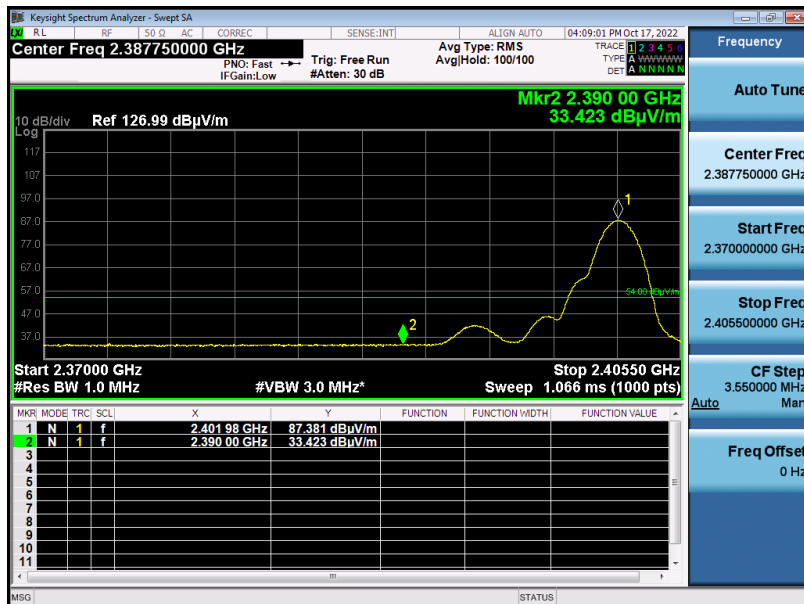 Keysight Spectrum Analyzer - Swept SA
LXI RL RF 50 Ω AC CORREC SENSE:INT ALIGN AUTO 04:09:01 PM Oct 17, 2022
Center Freq 2.387750000 GHz
PNO: Fast
IFGain:Low
Trig: Free Run
#Atten: 30 dB
Avg Type: RMS
Avg|Hold: 100/100
TRACE 1 2 3 4 5 6
TYPE A WWWWW
DET A N N N N N
Mkr2 2.390 00 GHz
33.423 dBµV/m
10 dB/div Ref 126.99 dBµV/m
Log
117
107
97.0
87.0
77.0
67.0
57.0
47.0
37.0
1
2
54.00 dBµV/m
Start 2.37000 GHz Stop 2.40550 GHz
#Res BW 1.0 MHz #VBW 3.0 MHz* Sweep 1.066 ms (1000 pts)
MKR MODE TRC SCL X Y FUNCTION FUNCTION WIDTH FUNCTION VALUE
1 N 1 f 2.401 98 GHz 87.381 dBµV/m
2 N 1 f 2.390 00 GHz 33.423 dBµV/m
3
4
5
6
7
8
9
10
11
MSG STATUS
Frequency
Auto Tune
Center Freq
2.387750000 GHz
Start Freq
2.370000000 GHz
Stop Freq
2.405500000 GHz
CF Step
3.550000 MHz
Auto Man
Freq Offset
0 Hz